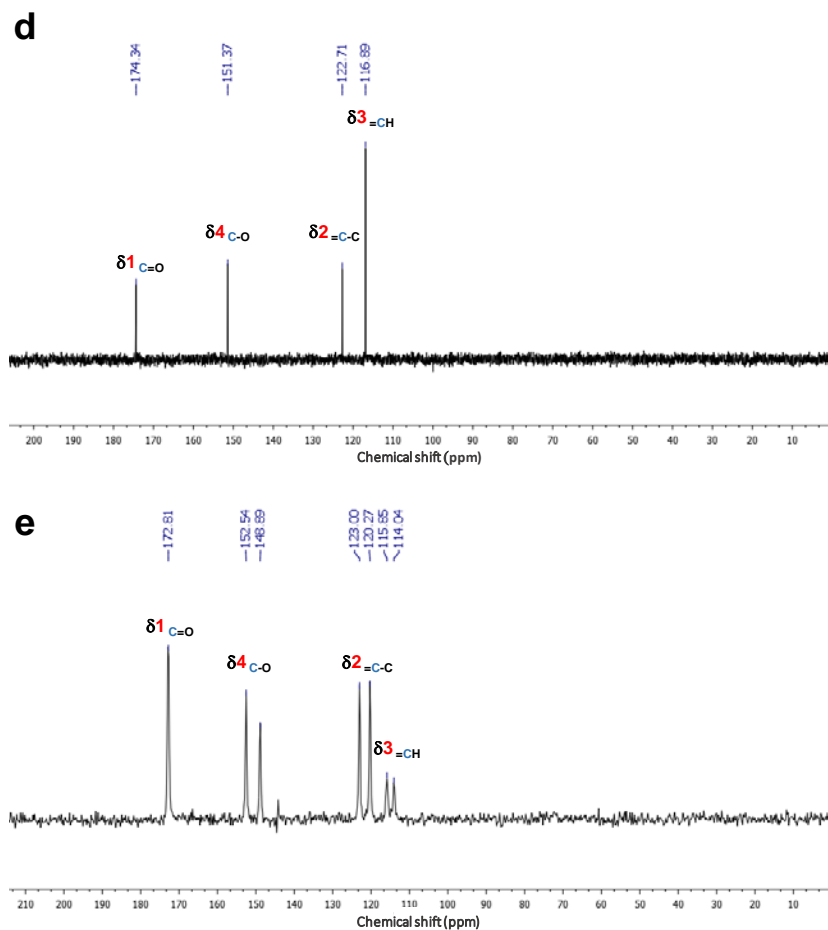 d
174.34
151.37
122.71
116.89
δ3 =CH
δ4 C-O
δ2 =C-C
δ1 C=O
200 190 180 170 160 150 140 130 120 110 100 90 80 70 60 50 40 30 20 10
Chemical shift (ppm)
e
172.81
152.54
148.89
123.00
120.27
115.85
114.04
δ1 C=O
δ4 C-O
δ2 =C-C
δ3 =CH
210 200 190 180 170 160 150 140 130 120 110 100 90 80 70 60 50 40 30 20 10 0
Chemical shift (ppm)